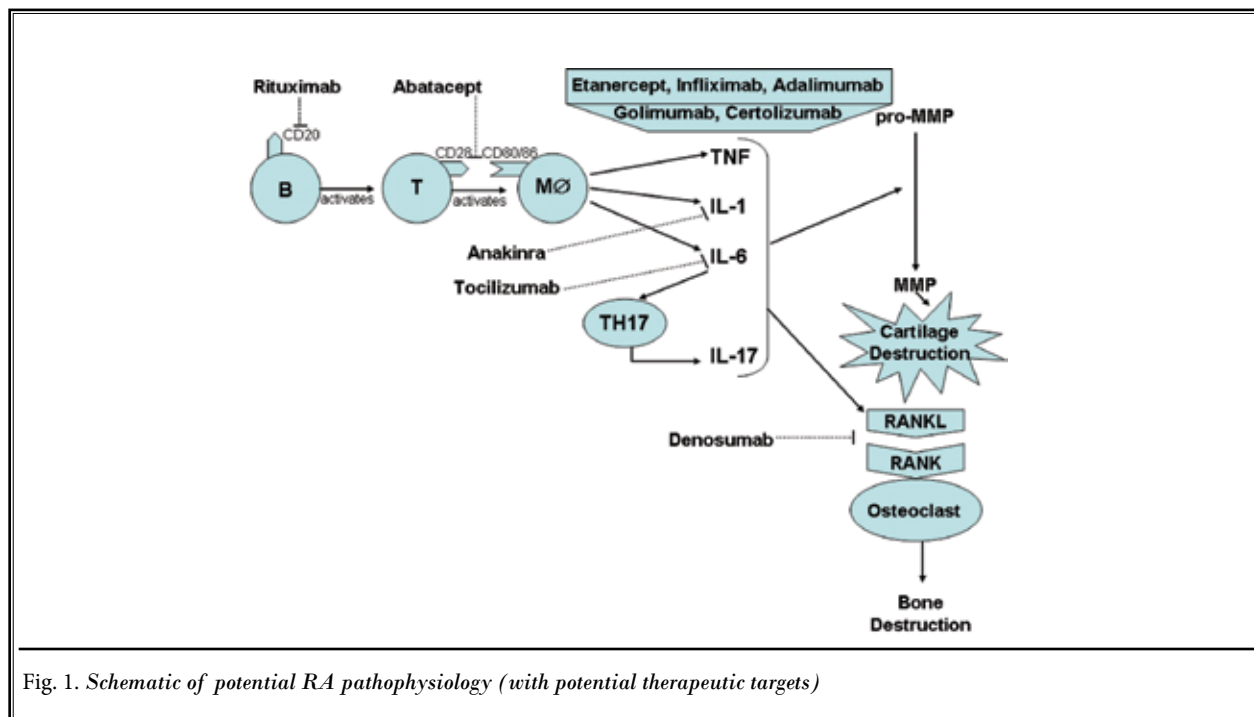 Rituximab
Abatacept
Etanercept, Infliximab, Adalimumab
Golimumab, Certolizumab
pro-MMP
CD20
CD28
CD80/86
TNF
B
activates
T
activates
MØ
IL-1
Anakinra
IL-6
Tocilizumab
MMP
TH17
Cartilage
Destruction
IL-17
RANKL
Denosumab
RANK
Osteoclast
Bone
Destruction
Fig. 1. Schematic of potential RA pathophysiology (with potential therapeutic targets)